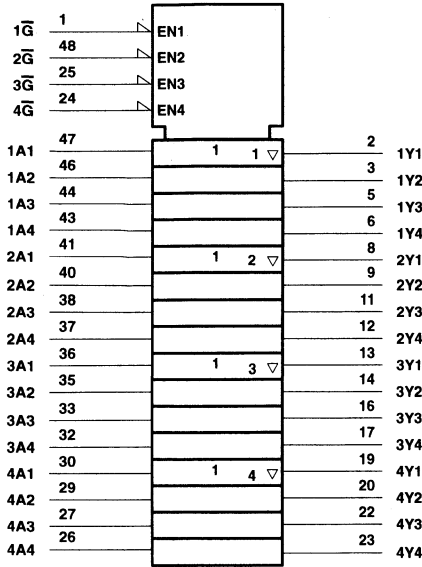 1G̅ 1 EN1
2G̅ 48 EN2
3G̅ 25 EN3
4G̅ 24 EN4
1A1 47 1 1 ▽ 2 1Y1
1A2 46 3 1Y2
1A3 44 5 1Y3
1A4 43 6 1Y4
2A1 41 1 2 ▽ 8 2Y1
2A2 40 9 2Y2
2A3 38 11 2Y3
2A4 37 12 2Y4
3A1 36 1 3 ▽ 13 3Y1
3A2 35 14 3Y2
3A3 33 16 3Y3
3A4 32 17 3Y4
4A1 30 1 4 ▽ 19 4Y1
4A2 29 20 4Y2
4A3 27 22 4Y3
4A4 26 23 4Y4